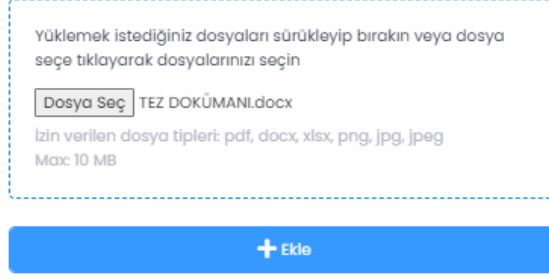 Yüklemek istediğiniz dosyaları sürükleyip bırakın veya dosya
seçe tıklayarak dosyalarınızı seçin
Dosya Seç TEZ DOKÜMANI.docx
İzin verilen dosya tipleri: pdf, docx, xlsx, png, jpg, jpeg
Max: 10 MB
+ Ekle